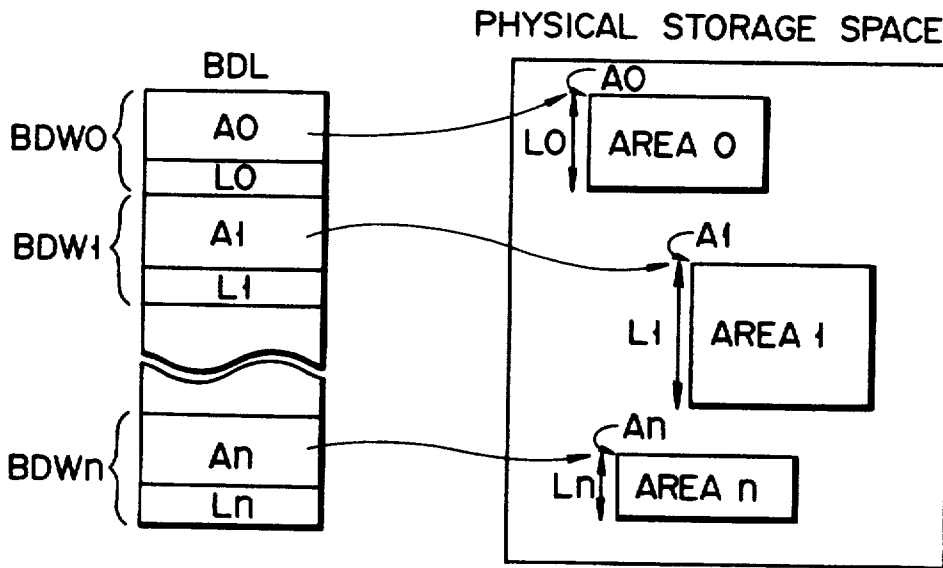 PHYSICAL STORAGE SPACE
BDL
BDW0
A0
L0
BDW1
A1
L1
BDWn
An
Ln
A0
L0
AREA 0
A1
L1
AREA 1
An
Ln
AREA n